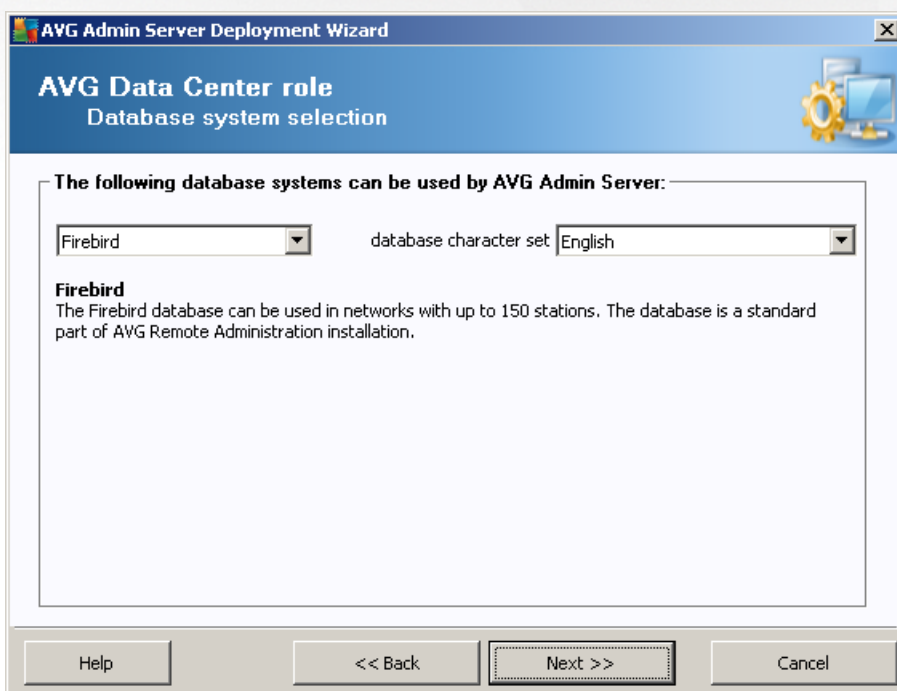 AVG Admin Server Deployment Wizard
AVG Data Center role
Database system selection
The following database systems can be used by AVG Admin Server:
Firebird
database character set English
Firebird
The Firebird database can be used in networks with up to 150 stations. The database is a standard
part of AVG Remote Administration installation.
Help
<< Back
Next >>
Cancel